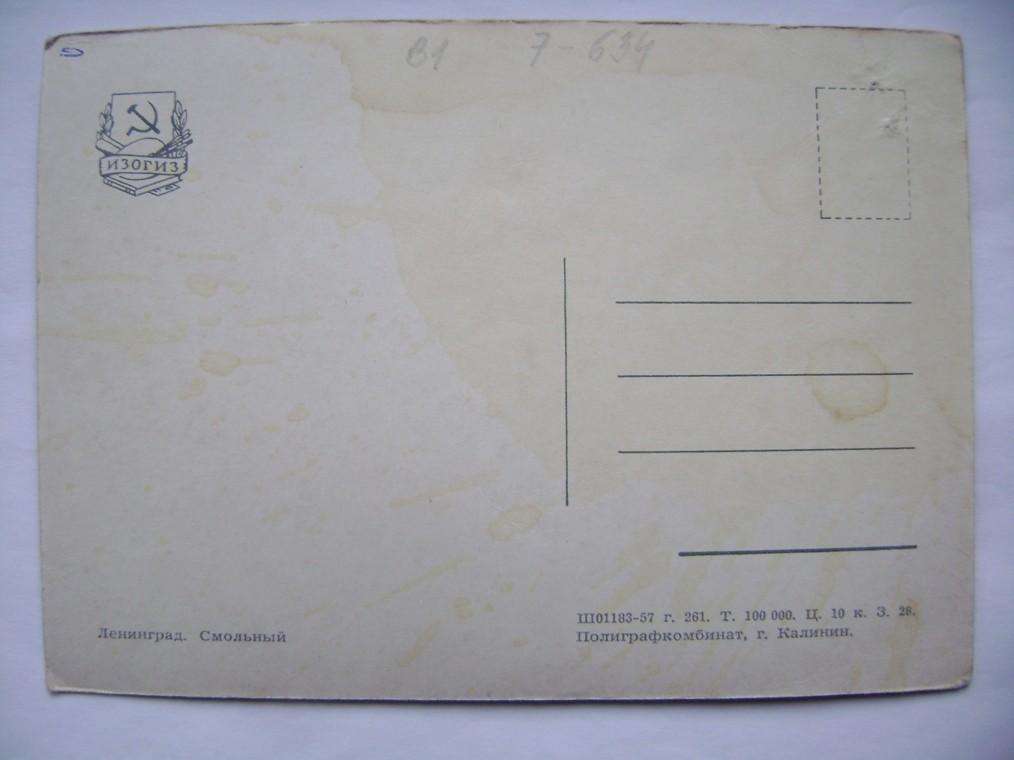 В1 7-634
ИЗОГИЗ
Ленинград. Смольный
Ш01183-57 г. 261. Т. 100 000. Ц. 10 к. З. 28.
Полиграфкомбинат, г. Калинин.